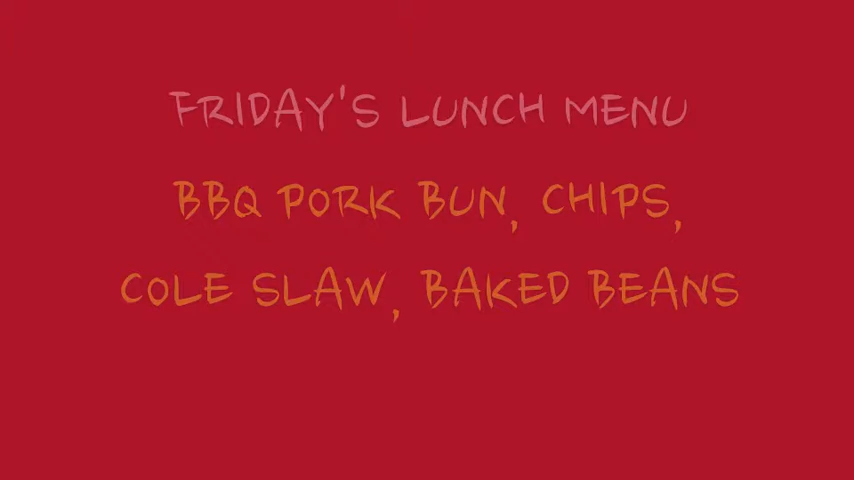 FRIDAY'S LUNCH MENU
BBQ PORK BUN, CHIPS,
COLE SLAW, BAKED BEANS